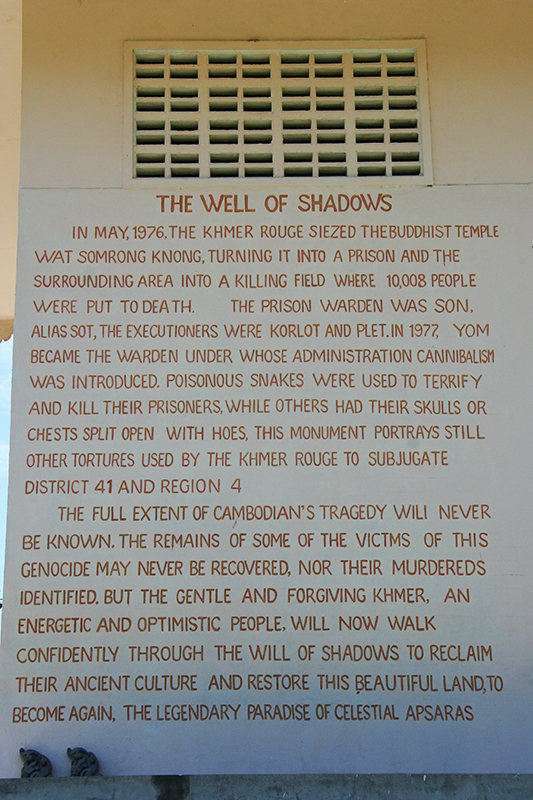 THE WELL OF SHADOWS
IN MAY, 1976, THE KHMER ROUGE SIEZED THEBUDDHIST TEMPLE
WAT SOMRONG KNONG, TURNING IT INTO A PRISON AND THE
SURROUNDING AREA INTO A KILLING FIELD WHERE 10,008 PEOPLE
WERE PUT TO DEATH. THE PRISON WARDEN WAS SON,
ALIAS SOT, THE EXECUTIONERS WERE KORLOT AND PLET. IN 1977, YOM
BECAME THE WARDEN UNDER WHOSE ADMINISTRATION CANNIBALISM
WAS INTRODUCED. POISONOUS SNAKES WERE USED TO TERRIFY
AND KILL THEIR PRISONERS, WHILE OTHERS HAD THEIR SKULLS OR
CHESTS SPLIT OPEN WITH HOES, THIS MONUMENT PORTRAYS STILL
OTHER TORTURES USED BY THE KHMER ROUGE TO SUBJUGATE
DISTRICT 41 AND REGION 4
THE FULL EXTENT OF CAMBODIAN'S TRAGEDY WILI NEVER
BE KNOWN. THE REMAINS OF SOME OF THE VICTMS OF THIS
GENOCIDE MAY NEVER BE RECOVERED, NOR THEIR MURDEREDS
IDENTIFIED. BUT THE GENTLE AND FORGIVING KHMER, AN
ENERGETIC AND OPTIMISTIC PEOPLE, WILL NOW WALK
CONFIDENTLY THROUGH THE WILL OF SHADOWS TO RECLAIM
THEIR ANCIENT CULTURE AND RESTORE THIS BEAUTIFUL LAND, TO
BECOME AGAIN, THE LEGENDARY PARADISE OF CELESTIAL APSARAS